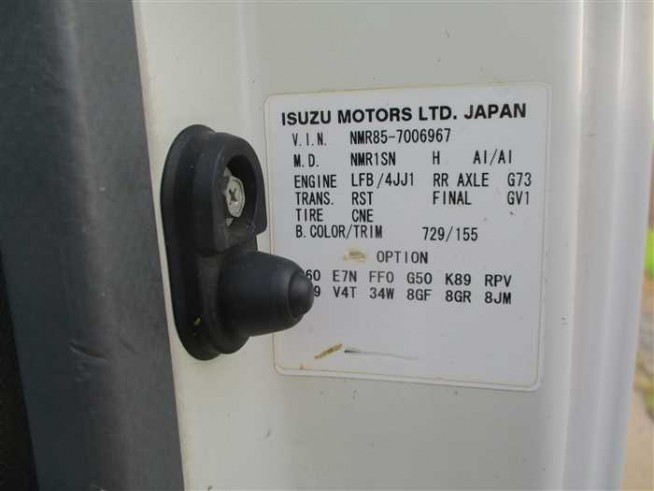 ISUZU MOTORS LTD. JAPAN
V.I.N. NMR85-7006967
M.D. NMR1SN H AI/AI
ENGINE LFB/4JJ1 RR AXLE G73
TRANS. RST FINAL GV1
TIRE CNE
B.COLOR/TRIM 729/155
OPTION
E7N FF0 G50 K89 RPV
V4T 34W 8GF 8GR 8JM